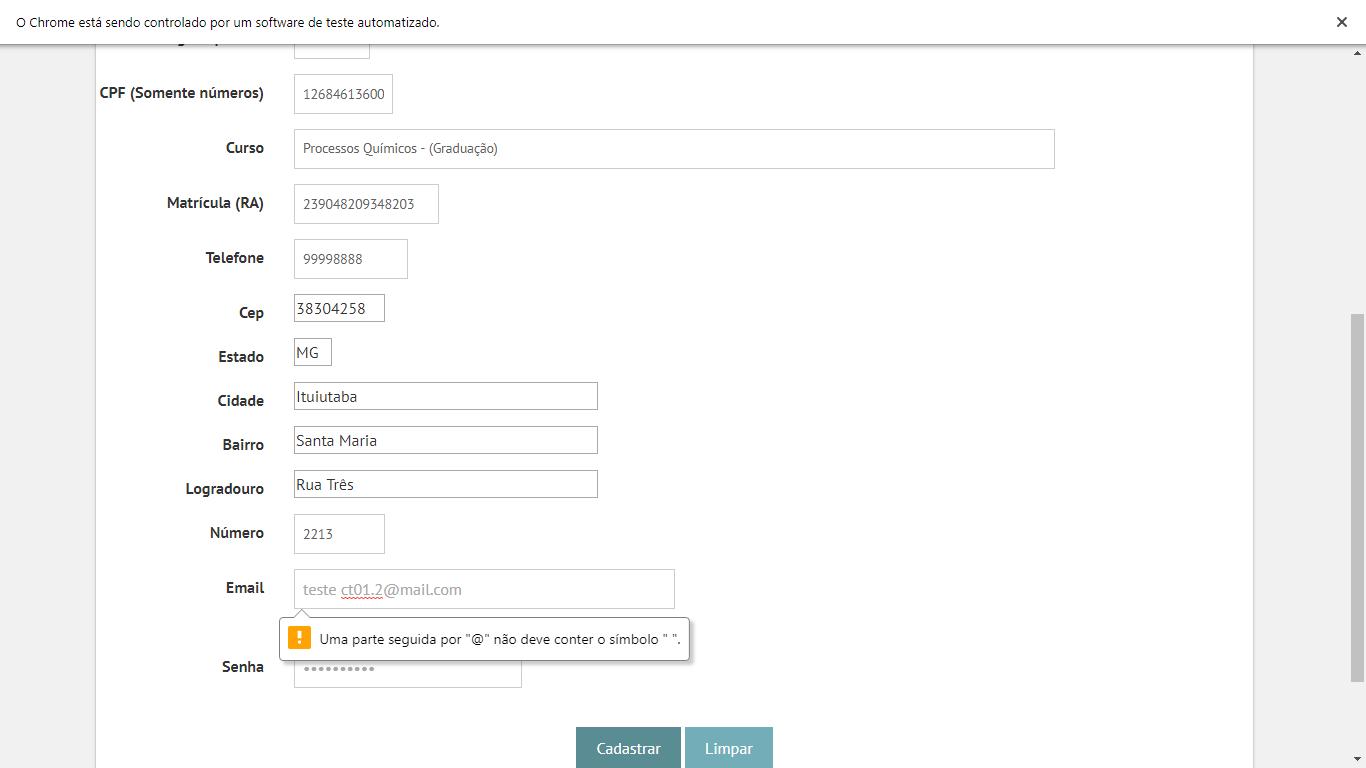 O Chrome está sendo controlado por um software de teste automatizado.
CPF (Somente números) 12684613600
Curso Processos Químicos - (Graduação)
Matrícula (RA) 239048209348203
Telefone 99998888
Cep 38304258
Estado MG
Cidade Ituiutaba
Bairro Santa Maria
Logradouro Rua Três
Número 2213
Email teste ct01.2@mail.com
! Uma parte seguida por "@" não deve conter o símbolo " ".
Senha ••••••••••
Cadastrar Limpar